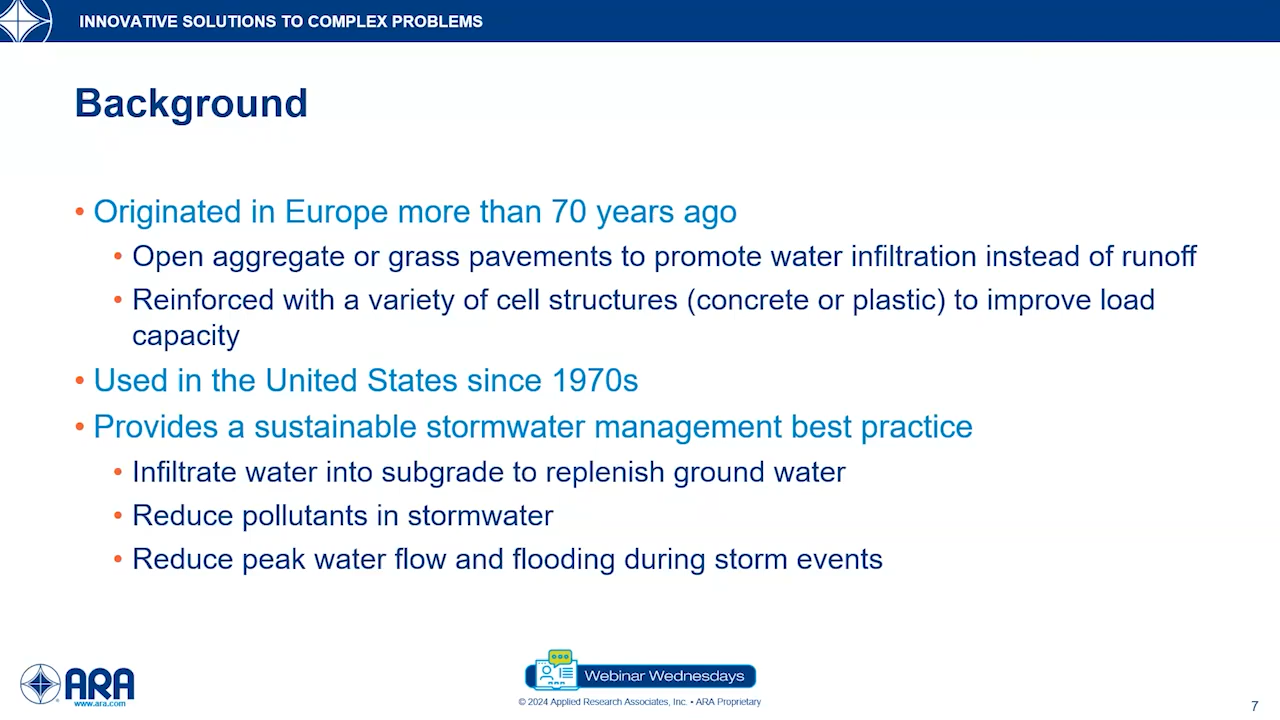 INNOVATIVE SOLUTIONS TO COMPLEX PROBLEMS
Background
• Originated in Europe more than 70 years ago
• Open aggregate or grass pavements to promote water infiltration instead of runoff
• Reinforced with a variety of cell structures (concrete or plastic) to improve load
capacity
• Used in the United States since 1970s
• Provides a sustainable stormwater management best practice
• Infiltrate water into subgrade to replenish ground water
• Reduce pollutants in stormwater
• Reduce peak water flow and flooding during storm events
ARA
www.ara.com
Webinar Wednesdays
© 2024 Applied Research Associates, Inc. • ARA Proprietary
7